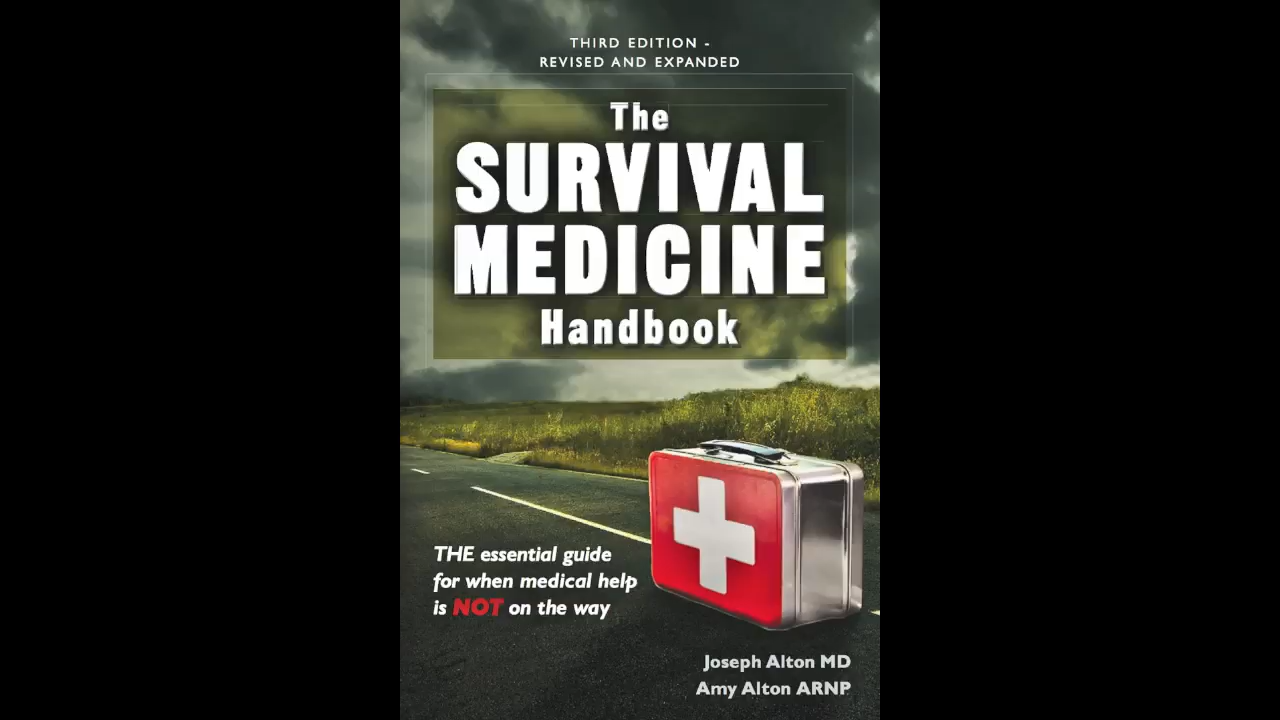 THIRD EDITION -
REVISED AND EXPANDED
The
SURVIVAL
MEDICINE
Handbook
THE essential guide
for when medical help
is NOT on the way
Joseph Alton MD
Amy Alton ARNP